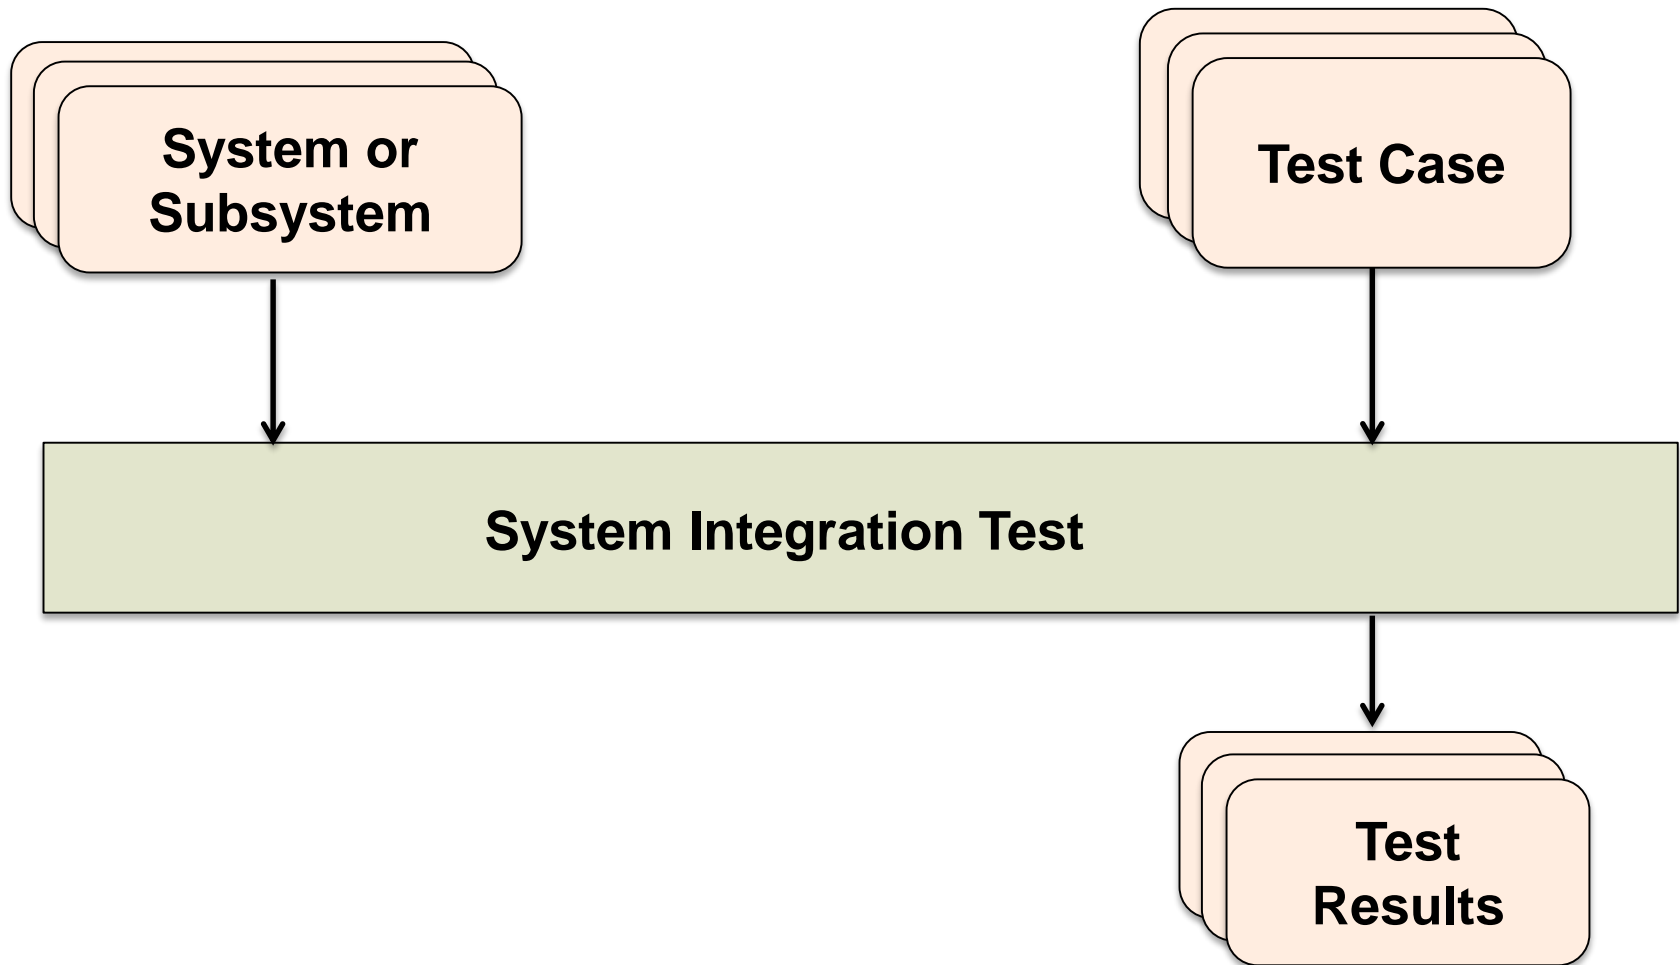 System or
Subsystem
Test Case
System Integration Test
Test
Results